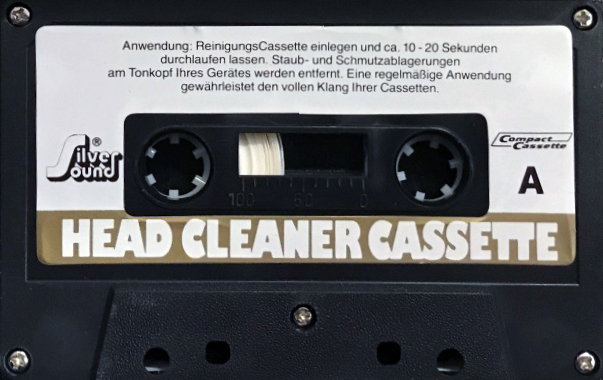 Anwendung: ReinigungsCassette einlegen und ca. 10 - 20 Sekunden
durchlaufen lassen. Staub- und Schmutzablagerungen
am Tonkopf Ihres Gerätes werden entfernt. Eine regelmäßige Anwendung
gewährleistet den vollen Klang Ihrer Cassetten.
Silver ®
Sound
Compact
Cassette
A
100 50 0
HEAD CLEANER CASSETTE